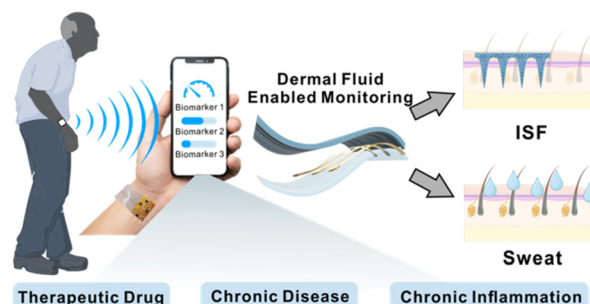 Biomarker 1
Biomarker 2
Biomarker 3
Dermal Fluid
Enabled Monitoring
ISF
Sweat
Therapeutic Drug
Chronic Disease
Chronic Inflammation